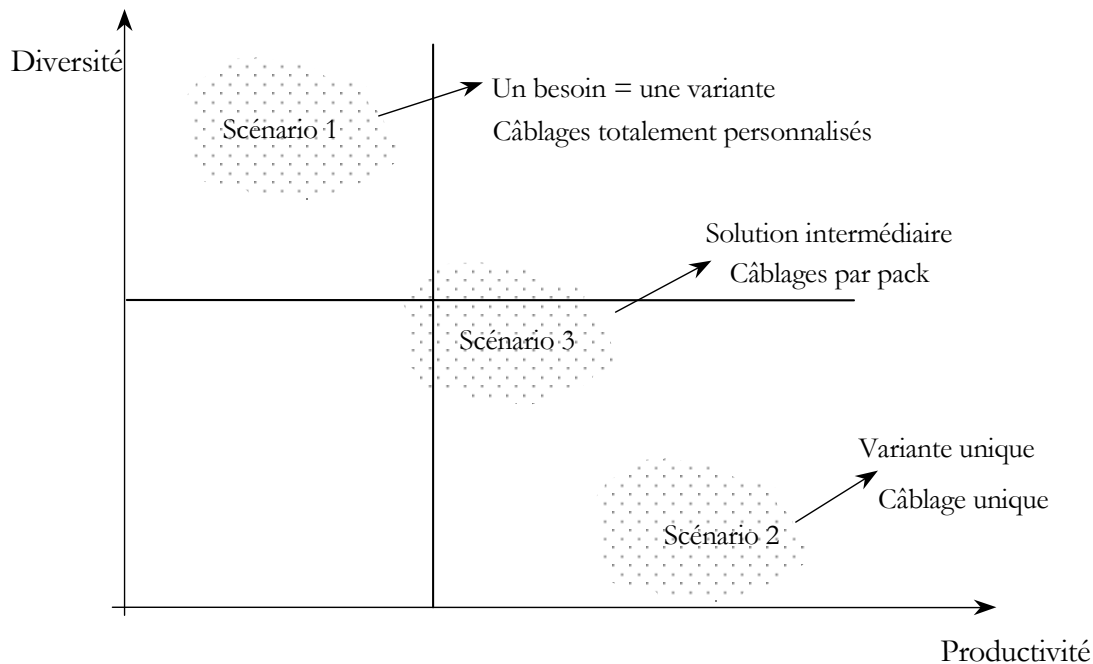 Diversité
Un besoin = une variante
Scénario 1
Câblages totalement personnalisés
Solution intermédiaire
Câblages par pack
Scénario 3
Variante unique
Câblage unique
Scénario 2
Productivité